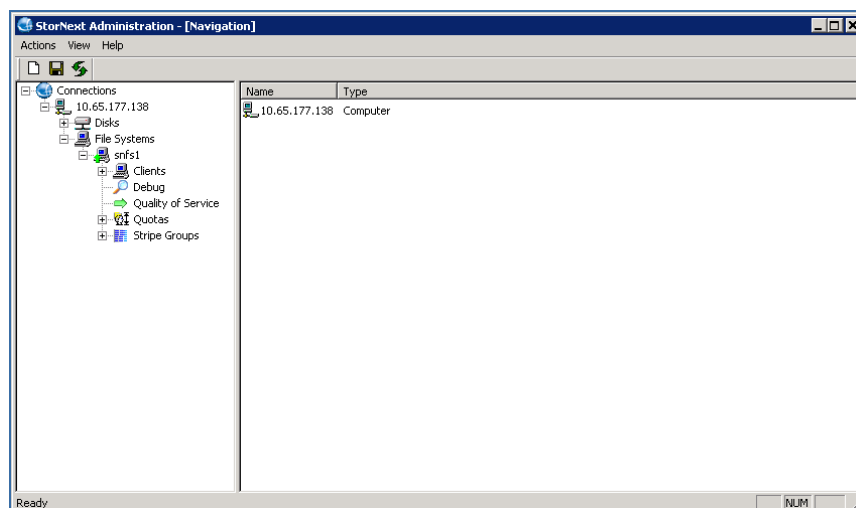 StorNext Administration - [Navigation]
Actions View Help
Connections
10.65.177.138
Disks
File Systems
snfs1
Clients
Debug
Quality of Service
Quotas
Stripe Groups
Name Type
10.65.177.138 Computer
Ready NUM